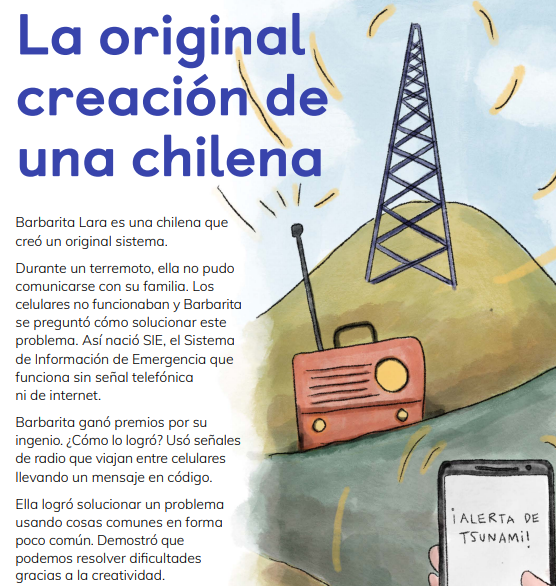 La original
creación de
una chilena
Barbarita Lara es una chilena que
creó un original sistema.
Durante un terremoto, ella no pudo
comunicarse con su familia. Los
celulares no funcionaban y Barbarita
se preguntó cómo solucionar este
problema. Así nació SIE, el Sistema
de Información de Emergencia que
funciona sin señal telefónica
ni de internet.
Barbarita ganó premios por su
ingenio. ¿Cómo lo logró? Usó señales
de radio que viajan entre celulares
llevando un mensaje en código.
Ella logró solucionar un problema
usando cosas comunes en forma
poco común. Demostró que
podemos resolver dificultades
gracias a la creatividad.
¡ALERTA DE
TSUNAMI!